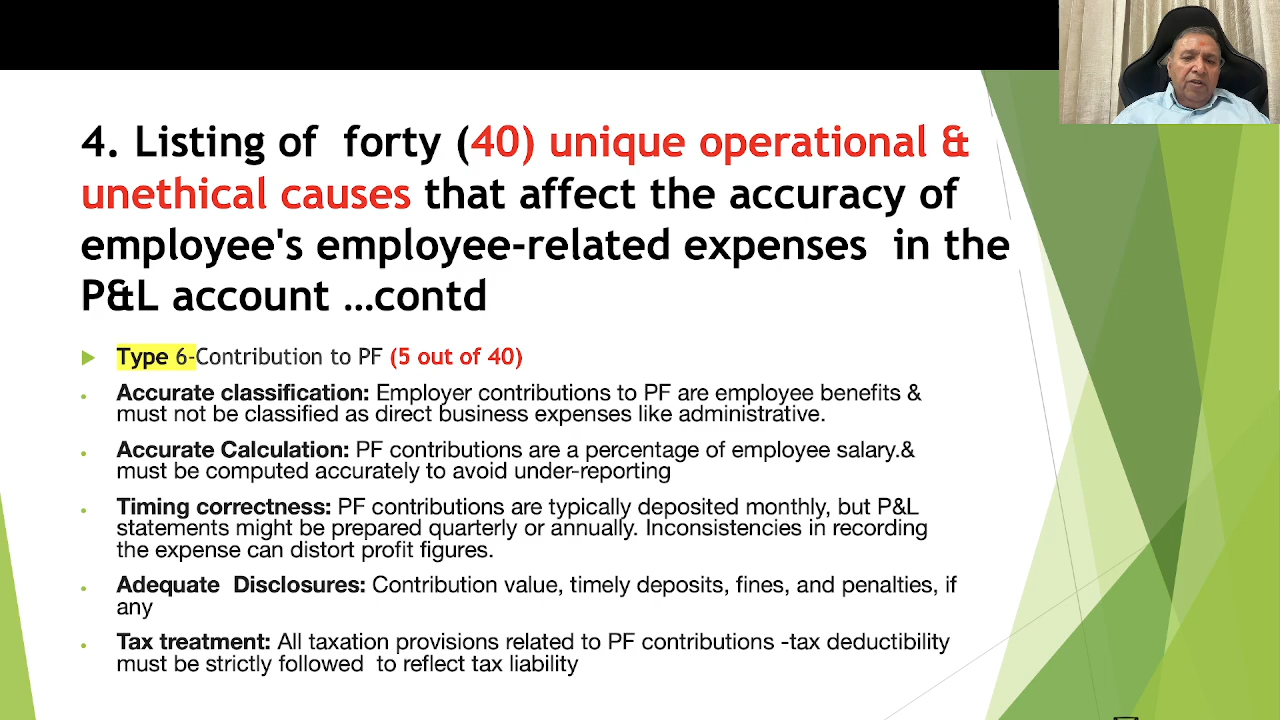 4. Listing of forty (40) unique operational &
unethical causes that affect the accuracy of
employee's employee-related expenses in the
P&L account ...contd
Type 6-Contribution to PF (5 out of 40)
Accurate classification: Employer contributions to PF are employee benefits &
must not be classified as direct business expenses like administrative.
Accurate Calculation: PF contributions are a percentage of employee salary.&
must be computed accurately to avoid under-reporting
Timing correctness: PF contributions are typically deposited monthly, but P&L
statements might be prepared quarterly or annually. Inconsistencies in recording
the expense can distort profit figures.
Adequate Disclosures: Contribution value, timely deposits, fines, and penalties, if
any
Tax treatment: All taxation provisions related to PF contributions -tax deductibility
must be strictly followed to reflect tax liability